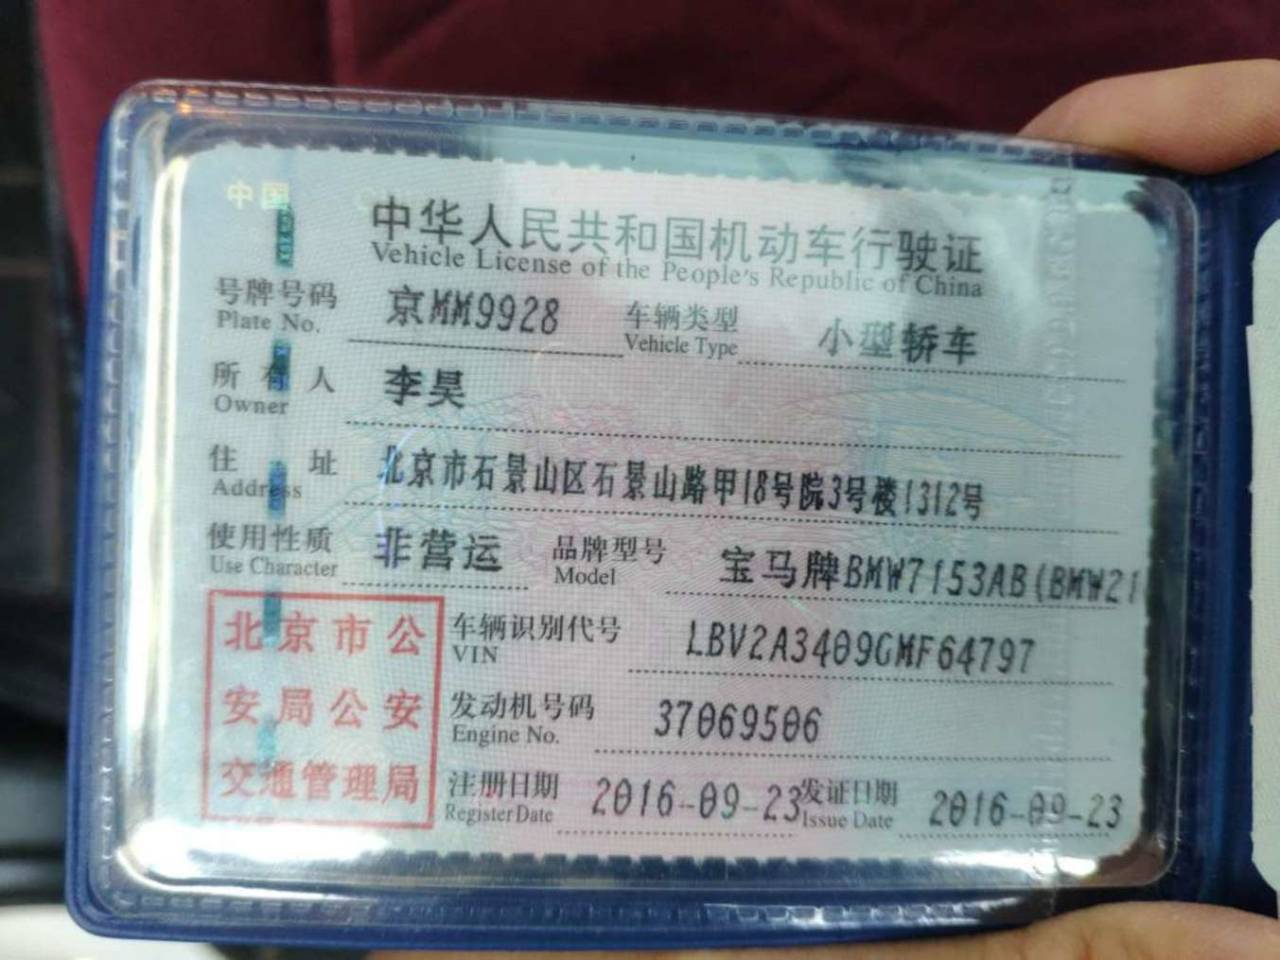 中国
中华人民共和国机动车行驶证
Vehicle License of the People's Republic of China
号牌号码 京MM9928 车辆类型 小型轿车
Plate No. Vehicle Type
所有人 李昊
Owner
住址 北京市石景山区石景山路甲18号院3号楼1312号
Address
使用性质 非营运 品牌型号 宝马牌BMW7153AB(BMW21
Use Character Model
北京市公
安局公安
交通管理局
车辆识别代号 LBV2A3409GMF64797
VIN
发动机号码 37069506
Engine No.
注册日期 2016-09-23 发证日期 2016-09-23
Register Date Issue Date